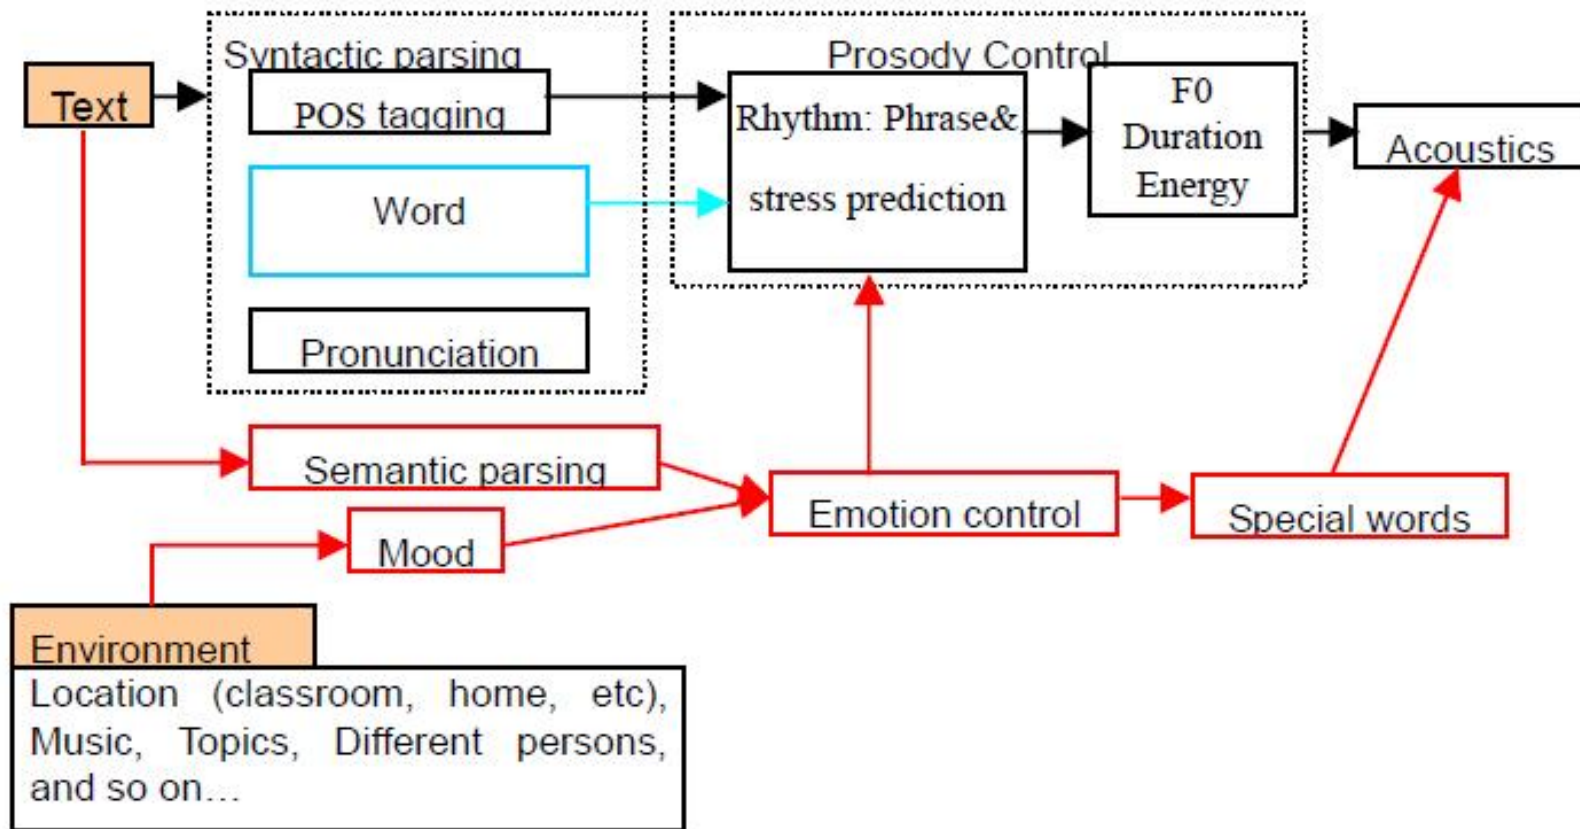 Syntactic parsing
Prosody Control
Text
POS tagging
Word
Pronunciation
Rhythm: Phrase&
stress prediction
F0
Duration
Energy
Acoustics
Semantic parsing
Mood
Emotion control
Special words
Environment
Location (classroom, home, etc),
Music, Topics, Different persons,
and so on…